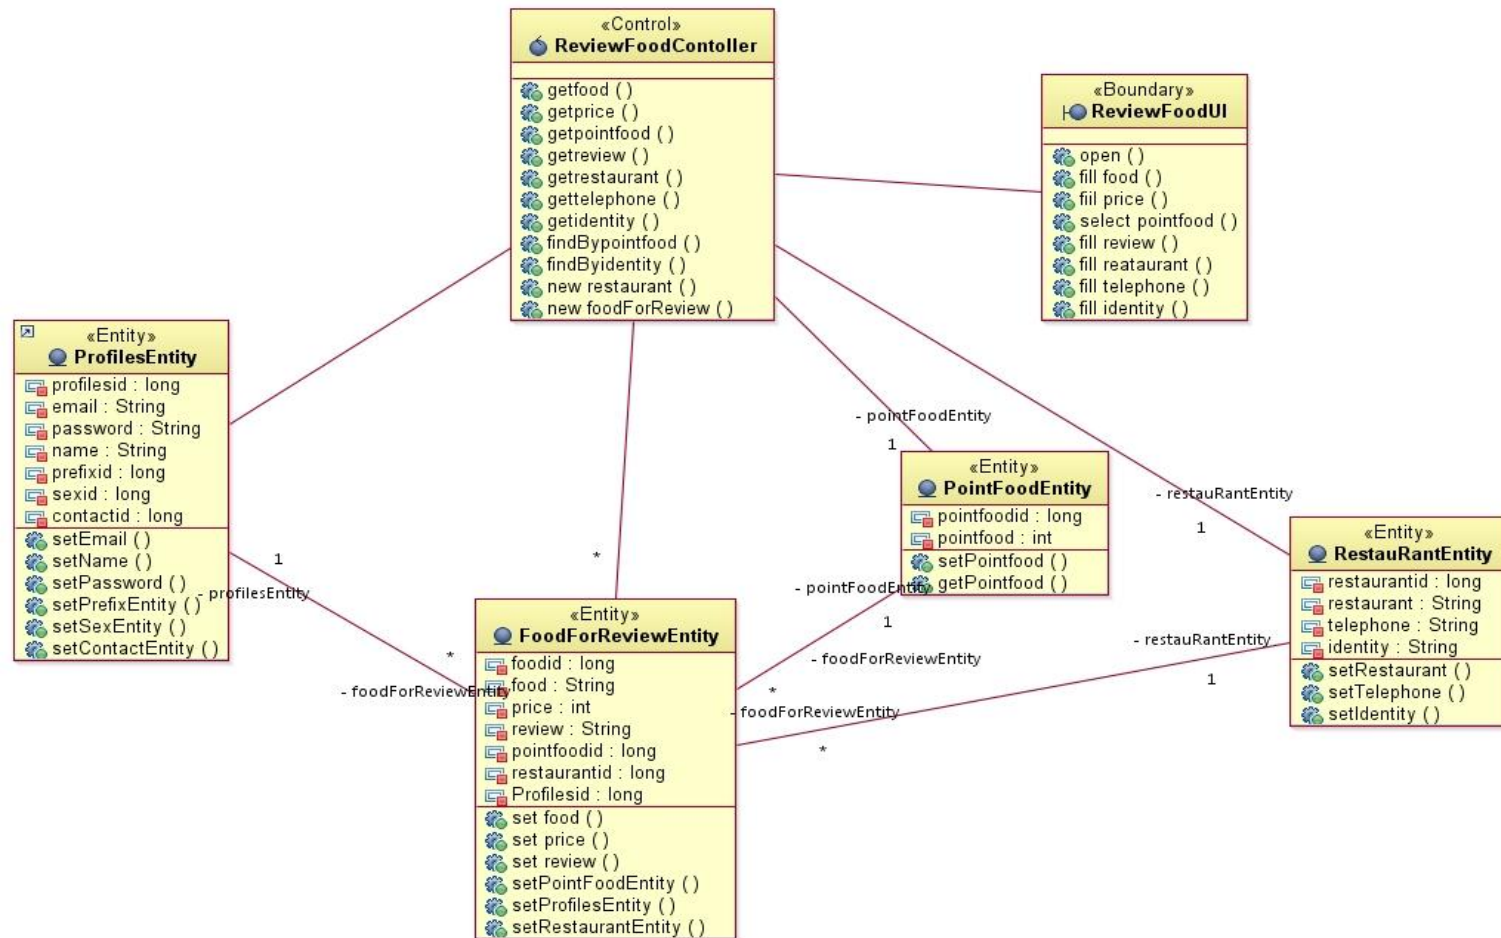 «Control»
ReviewFoodContoller
getfood ( )
getprice ( )
getpointfood ( )
getreview ( )
getrestaurant ( )
gettelephone ( )
getidentity ( )
findBypointfood ( )
findByidentity ( )
new restaurant ( )
new foodForReview ( )
«Boundary»
ReviewFoodUI
open ( )
fill food ( )
fiil price ( )
select pointfood ( )
fill review ( )
fill reataurant ( )
fill telephone ( )
fill identity ( )
«Entity»
ProfilesEntity
profilesid : long
email : String
password : String
name : String
prefixid : long
sexid : long
contactid : long
setEmail ( )
setName ( )
setPassword ( )
setPrefixEntity ( )
setSexEntity ( )
setContactEntity ( )
- pointFoodEntity
1
«Entity»
PointFoodEntity
pointfoodid : long
pointfood : int
setPointfood ( )
getPointfood ( )
- restauRantEntity
1
«Entity»
RestauRantEntity
restaurantid : long
restaurant : String
telephone : String
identity : String
setRestaurant ( )
setTelephone ( )
setIdentity ( )
1
- profilesEntity
*
- foodForReviewEntity
*
- pointFoodEntity
1
- foodForReviewEntity
*
- restauRantEntity
1
- foodForReviewEntity
*
«Entity»
FoodForReviewEntity
foodid : long
food : String
price : int
review : String
pointfoodid : long
restaurantid : long
Profilesid : long
set food ( )
set price ( )
set review ( )
setPointFoodEntity ( )
setProfilesEntity ( )
setRestaurantEntity ( )